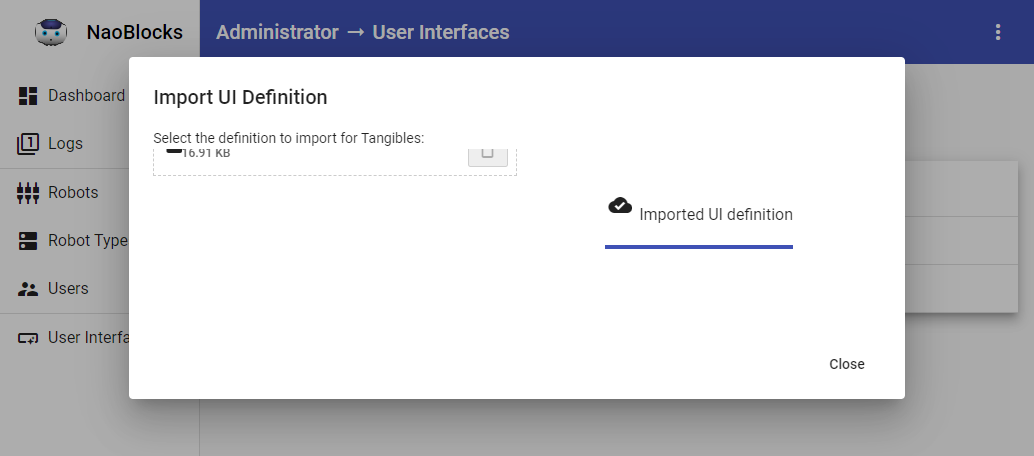 NaoBlocks
Administrator → User Interfaces
Dashboard
Logs
Robots
Robot Type
Users
User Interfa
Import UI Definition
Select the definition to import for Tangibles:
16.91 KB
Imported UI definition
Close